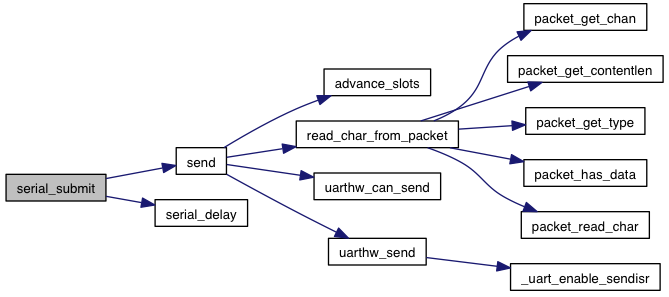 serial_submit
send
serial_delay
advance_slots
read_char_from_packet
uarthw_can_send
uarthw_send
packet_get_chan
packet_get_contentlen
packet_get_type
packet_has_data
packet_read_char
_uart_enable_sendisr